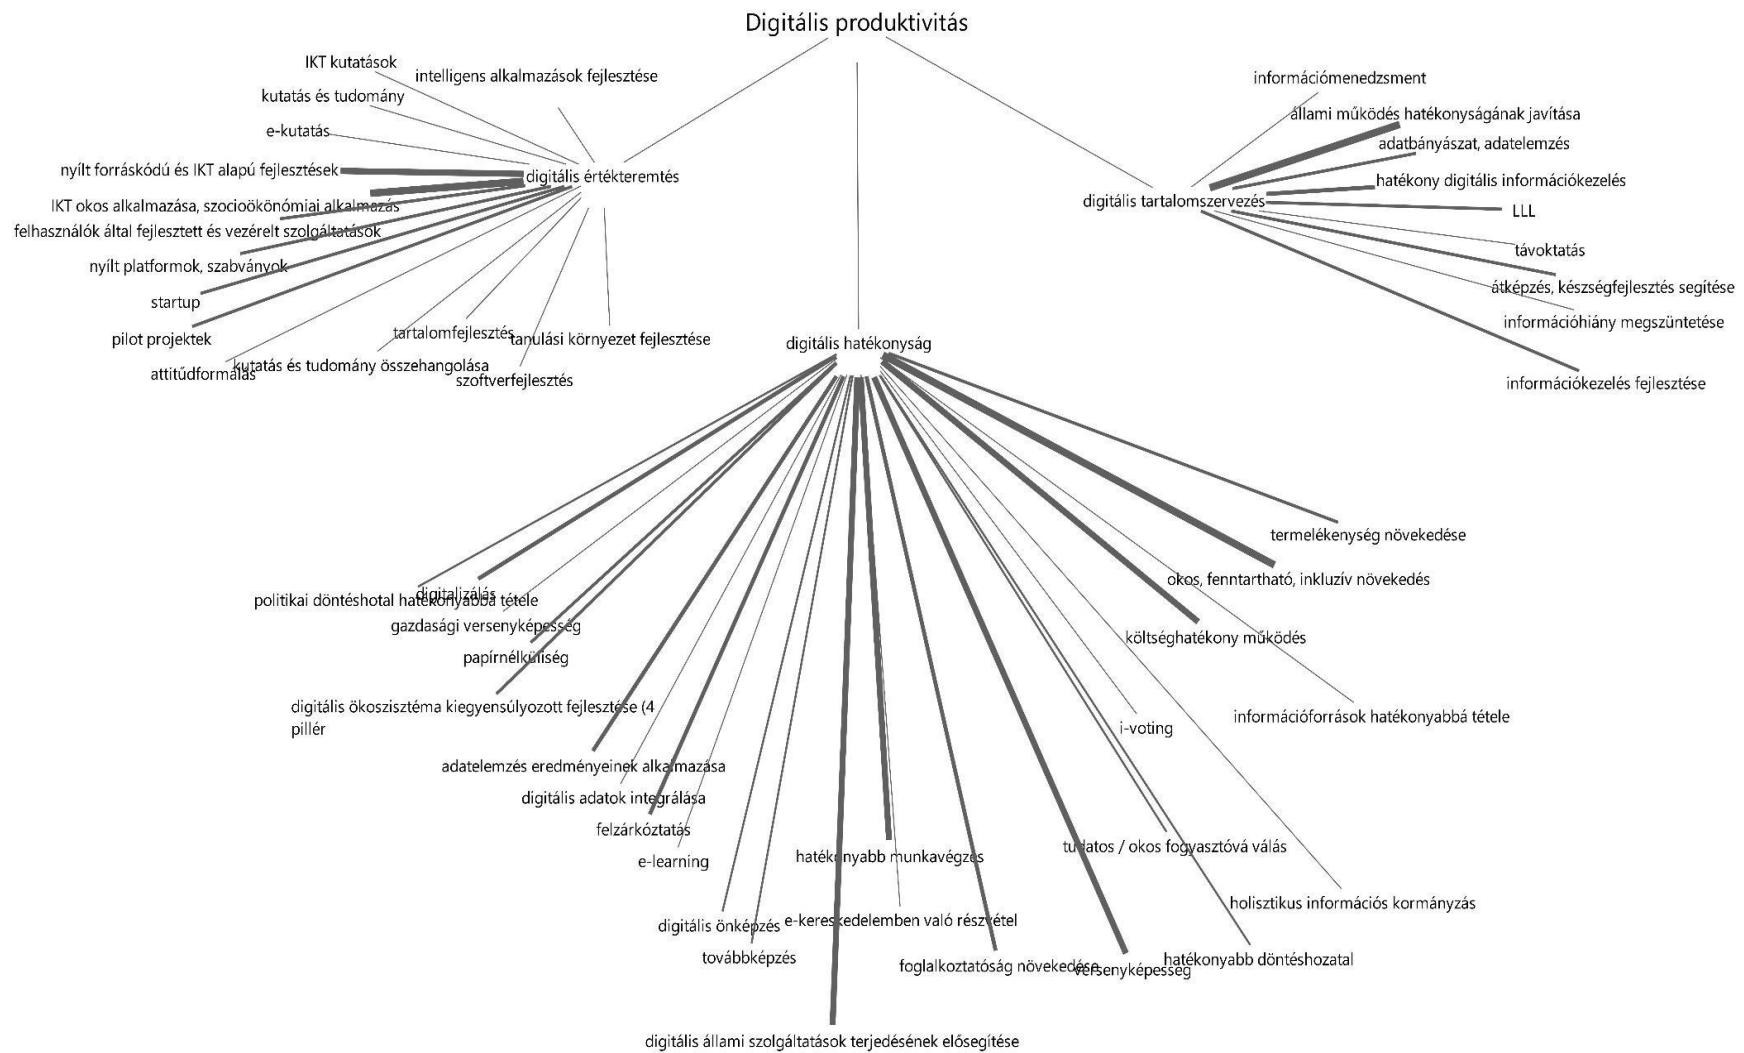 Digitális produktivitás
IKT kutatások
intelligens alkalmazások fejlesztése
kutatás és tudomány
e-kutatás
nyílt forráskódú és IKT alapú fejlesztések
digitális értékteremtés
IKT okos alkalmazása, szocioökönómiai alkalmazás
felhasználók által fejlesztett és vezérelt szolgáltatások
nyílt platformok, szabványok
startup
pilot projektek
attitűdformálás
kutatás és tudomány összehangolása
tartalomfejlesztés
szoftverfejlesztés
tanulási környezet fejlesztése
információmenedzsment
állami működés hatékonyságának javítása
adatbányászat, adatelemzés
hatékony digitális információkezelés
digitális tartalomszervezés
LLL
távoktatás
átképzés, készségfejlesztés segítése
információhiány megszüntetése
információkezelés fejlesztése
digitális hatékonyság
digitalizálás
politikai döntéshotal hatékonyabbá tétele
gazdasági versenyképesség
papírnélküliség
digitális ökoszisztéma kiegyensúlyozott fejlesztése (4
pillér
adatelemzés eredményeinek alkalmazása
digitális adatok integrálása
felzárkóztatás
e-learning
digitális önképzés
továbbképzés
digitális állami szolgáltatások terjedésének elősegítése
hatékonyabb munkavégzés
e-kereskedelemben való részvétel
foglalkoztatóság növekedése
versenyképesség
hatékonyabb döntéshozatal
tudatos / okos fogyasztóvá válás
holisztikus információs kormányzás
i-voting
információforrások hatékonyabbá tétele
költséghatékony működés
okos, fenntartható, inkluzív növekedés
termelékenység növekedése